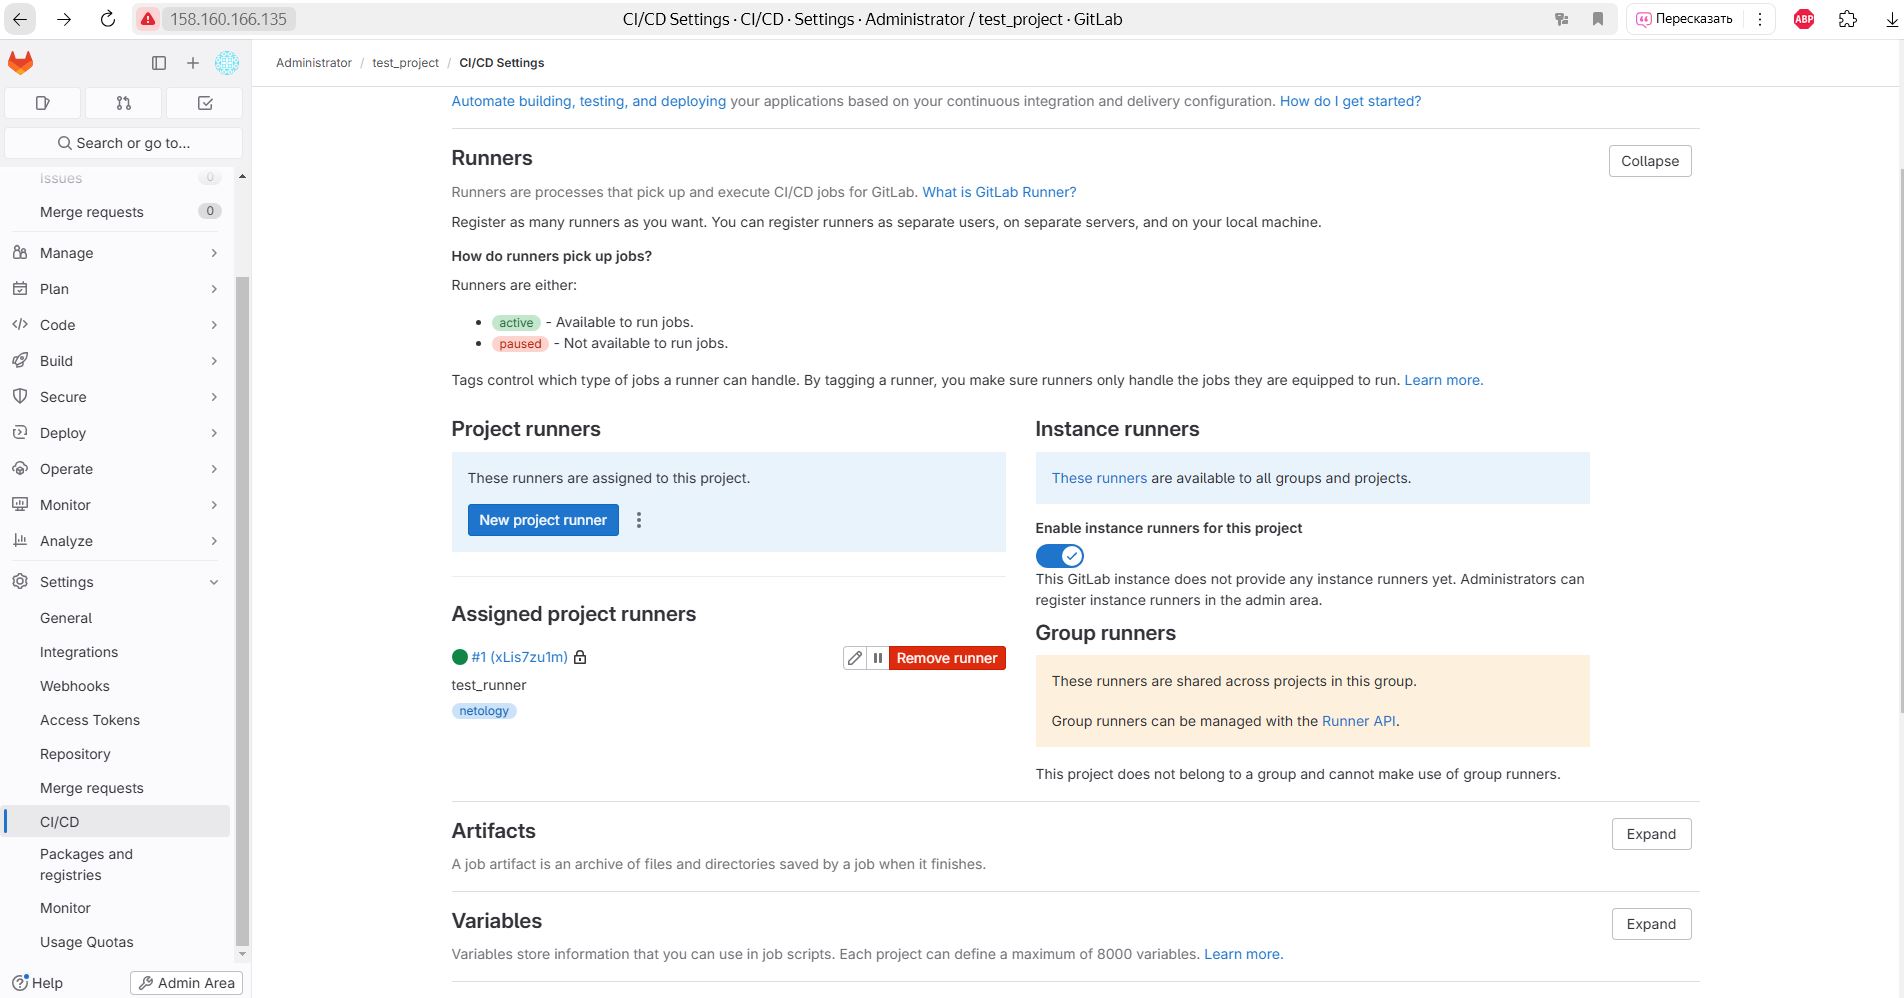 158.160.166.135
CI/CD Settings · CI/CD · Settings · Administrator / test_project · GitLab
Пересказать
ABP
Administrator / test_project / CI/CD Settings
Search or go to...
Issues 0
Merge requests 0
Manage
Plan
Code
Build
Secure
Deploy
Operate
Monitor
Analyze
Settings
General
Integrations
Webhooks
Access Tokens
Repository
Merge requests
CI/CD
Packages and
registries
Monitor
Usage Quotas
Help
Admin Area
Automate building, testing, and deploying your applications based on your continuous integration and delivery configuration. How do I get started?
Runners
Collapse
Runners are processes that pick up and execute CI/CD jobs for GitLab. What is GitLab Runner?
Register as many runners as you want. You can register runners as separate users, on separate servers, and on your local machine.
How do runners pick up jobs?
Runners are either:
• active - Available to run jobs.
• paused - Not available to run jobs.
Tags control which type of jobs a runner can handle. By tagging a runner, you make sure runners only handle the jobs they are equipped to run. Learn more.
Project runners
These runners are assigned to this project.
New project runner
Assigned project runners
#1 (xLis7zu1m)
Remove runner
test_runner
netology
Instance runners
These runners are available to all groups and projects.
Enable instance runners for this project
This GitLab instance does not provide any instance runners yet. Administrators can
register instance runners in the admin area.
Group runners
These runners are shared across projects in this group.
Group runners can be managed with the Runner API.
This project does not belong to a group and cannot make use of group runners.
Artifacts
Expand
A job artifact is an archive of files and directories saved by a job when it finishes.
Variables
Expand
Variables store information that you can use in job scripts. Each project can define a maximum of 8000 variables. Learn more.